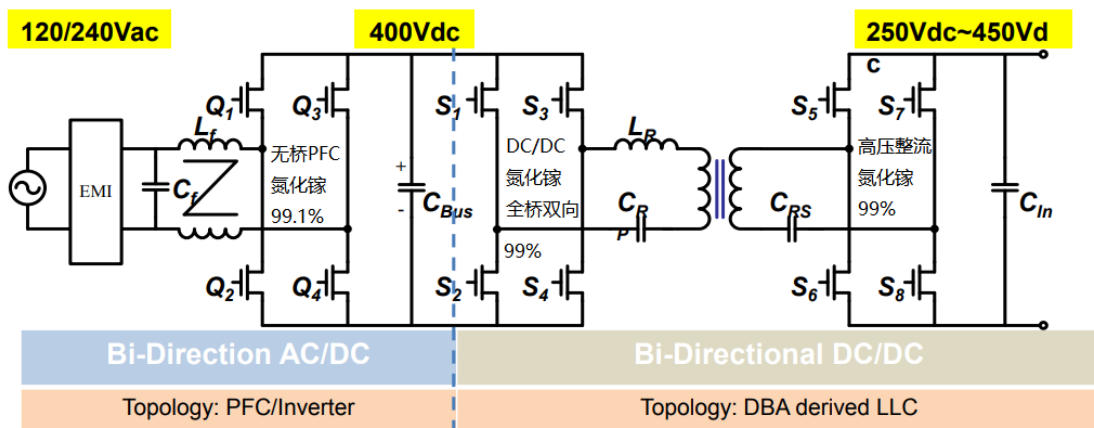 120/240Vac
400Vdc
250Vdc~450Vd
c
Q1
Q3
S1
S3
S5
S7
Lf
LR
EMI
Cf
无桥PFC
氮化镓
99.1%
+
-
CBus
DC/DC
氮化镓
全桥双向
99%
CR
P
CRS
高压整流
氮化镓
99%
CIn
Q2
Q4
S2
S4
S6
S8
Bi-Direction AC/DC
Bi-Directional DC/DC
Topology: PFC/Inverter
Topology: DBA derived LLC